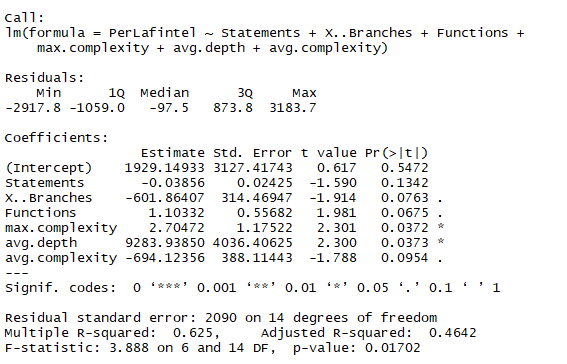 Call:
lm(formula = PerLafintel ~ Statements + X..Branches + Functions +
    max.complexity + avg.depth + avg.complexity)
Residuals:
    Min      1Q  Median      3Q     Max
-2917.8 -1059.0   -97.5   873.8  3183.7
Coefficients:
                 Estimate Std. Error t value Pr(>|t|)
(Intercept)    1929.14933 3127.41743   0.617   0.5472
Statements       -0.03856    0.02425  -1.590   0.1342
X..Branches    -601.86407  314.46947  -1.914   0.0763 .
Functions         1.10332    0.55682   1.981   0.0675 .
max.complexity    2.70472    1.17522   2.301   0.0372 *
avg.depth      9283.93850 4036.40625   2.300   0.0373 *
avg.complexity -694.12356  388.11443  -1.788   0.0954 .
---
Signif. codes:  0 ‘***’ 0.001 ‘**’ 0.01 ‘*’ 0.05 ‘.’ 0.1 ‘ ’ 1
Residual standard error: 2090 on 14 degrees of freedom
Multiple R-squared:  0.625,     Adjusted R-squared:  0.4642
F-statistic: 3.888 on 6 and 14 DF,  p-value: 0.01702